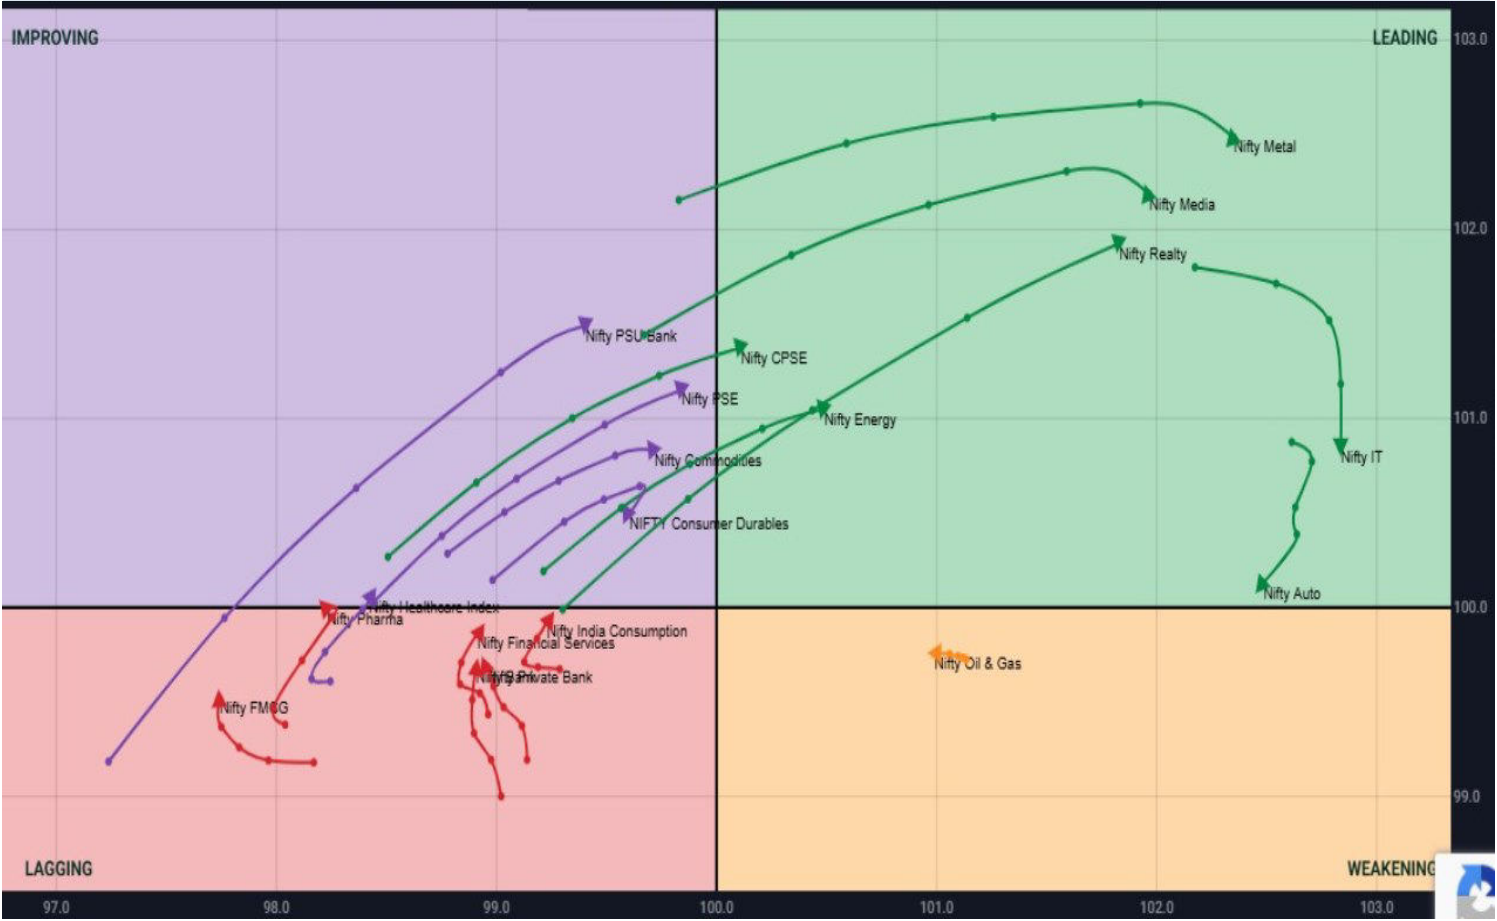 IMPROVING
LEADING
103.0
Nifty Metal
Nifty Media
102.0
Nifty Realty
Nifty PSU Bank
Nifty CPSE
Nifty PSE
101.0
Nifty Energy
Nifty Commodities
Nifty IT
NIFTY Consumer Durables
Nifty Auto
100.0
Nifty Healthcare Index
Nifty Pharma
Nifty India Consumption
Nifty Financial Services
Nifty Oil & Gas
Nifty Bank
Nifty Private Bank
Nifty FMCG
99.0
LAGGING
WEAKENING
97.0 98.0 99.0 100.0 101.0 102.0 103.0